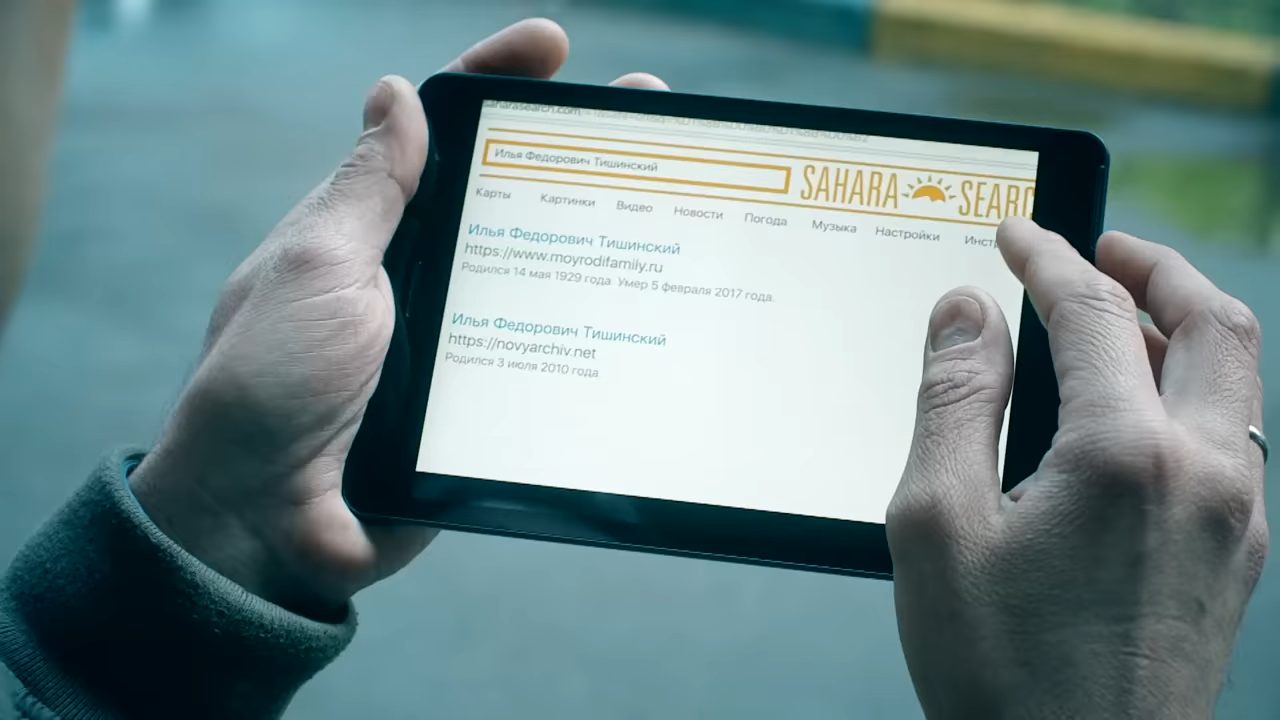 Илья Федорович Тишинский
SAHARA SEARC
Карты Картинки Видео Новости Погода Музыка Настройки
Илья Федорович Тишинский
https://www.moyrodifamily.ru
Родился 14 мая 1929 года. Умер 5 февраля 2017 года.
Илья Федорович Тишинский
https://novyarchiv.net
Родился 3 июля 2010 года.